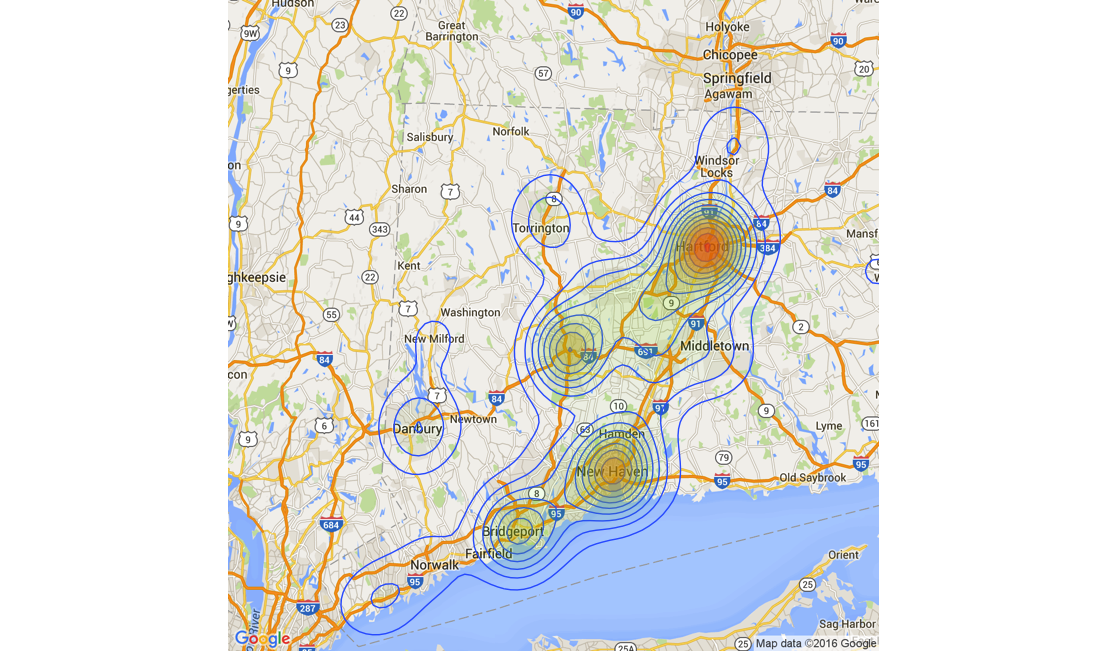 Hudson
22
90
Holyoke
9W
23
Great
Barrington
90
Chicopee
9
57
Springfield
20
gerties
Agawam
Norfolk
Salisbury
Windsor
Locks
on
Sharon
7
84
8
91
9
44
343
Torrington
84
Mansf
Hartford
384
Kent
ghkeepsie
22
9
7
Washington
55
91
2
New Milford
84
691
Middletown
84
con
7
84
10
97
9
Newtown
Danbury
63
Hamden
Lyme
161
6
9
79
95
New Haven
95
Old Saybrook
8
95
684
Bridgeport
Fairfield
Orient
Norwalk
95
25
287
Sag Harbor
Google
25A
25
Map data ©2016 Google
95